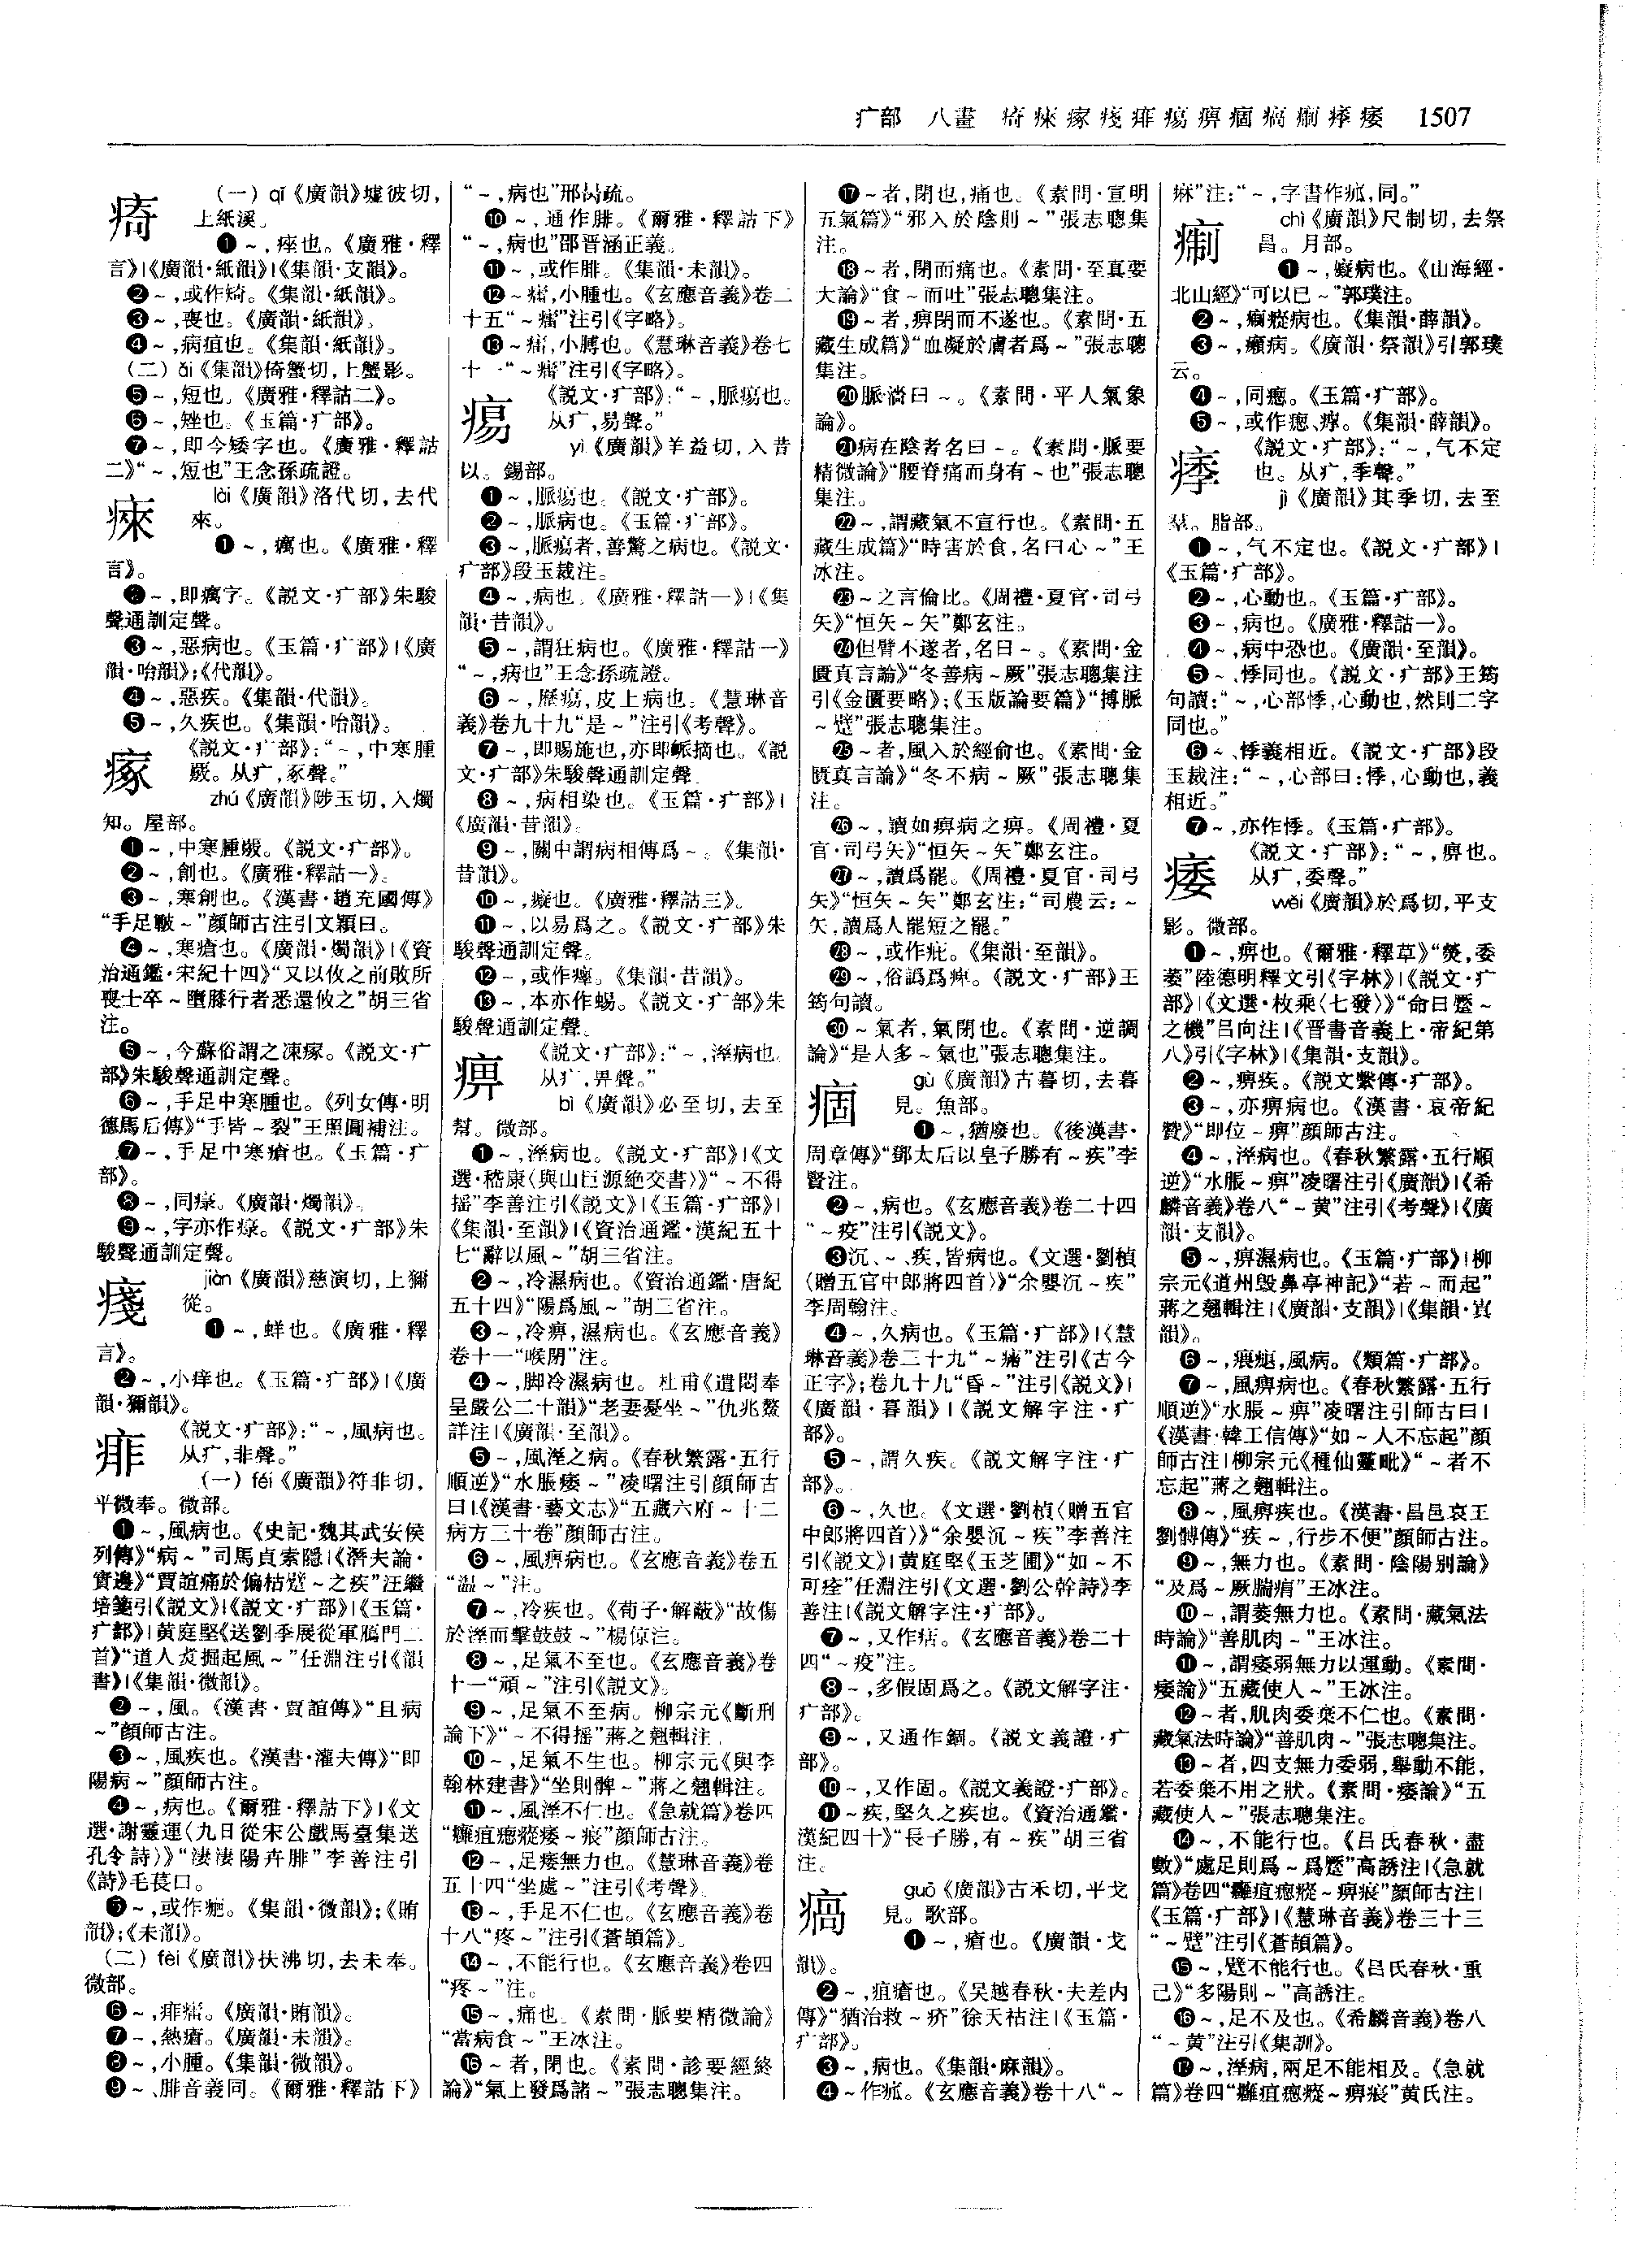 疒部 八畫 㾨㾢瘃㾮痱瘍痹痼㾧瘈痵痿 1507
(一)qǐ《廣韻》墟彼切,
上紙溪。
❶~,痤也。《廣雅·釋
言》|《廣韻·紙韻》|《集韻·支韻》。
❷~,或作㱦。《集韻·紙韻》。
❸~,喪也。《廣韻·紙韻》。
❹~,病疽也。《集韻·紙韻》。
(二)ǎi《集韻》倚蟹切,上蟹影。
❺~,短也。《廣雅·釋詁二》。
❻~,矬也。《玉篇·疒部》。
❼~,即今矮字也。《廣雅·釋詁
二》“~,短也”王念孫疏證。
lài《廣韻》洛代切,去代
來。
❶~,癘也。《廣雅·釋
言》。
❷~,即癘字。《説文·疒部》朱駿
聲通訓定聲。
❸~,惡病也。《玉篇·疒部》|《廣
韻·咍韻》;《代韻》。
❹~,惡疾。《集韻·代韻》。
❺~,久疾也。《集韻·咍韻》。
瘃
《説文·疒部》:“~,中寒腫
覈。从疒,豖聲。”
zhú《廣韻》陟玉切,入燭
知。屋部。
❶~,中寒腫覈。《説文·疒部》。
❷~,創也。《廣雅·釋詁一》。
❸~,寒創也。《漢書·趙充國傳》
“手足皸~”顔師古注引文穎曰。
❹~,寒瘡也。《廣韻·燭韻》|《資
治通鑑·宋紀十四》“又以攸之前敗所
喪士卒~墮膝行者悉還攸之”胡三省
注。
❺~,今蘇俗謂之凍瘃。《説文·疒
部》朱駿聲通訓定聲。
❻~,手足中寒腫也。《列女傳·明
德馬后傳》“手皆~裂”王照圓補注。
❼~,手足中寒瘡也。《玉篇·疒
部》。
❽~,同瘃。《廣韻·燭韻》。
❾~,字亦作瘃。《説文·疒部》朱
駿聲通訓定聲。
jiàn《廣韻》慈演切,上獮
從。
❶~,蛘也。《廣雅·釋
言》。
❷~,小痒也。《玉篇·疒部》|《廣
韻·獮韻》。
痱
《説文·疒部》:“~,風病也。
从疒,非聲。”
(一)féi《廣韻》符非切,
平微奉。微部。
❶~,風病也。《史記·魏其武安侯
列傳》“病~”司馬貞索隱|《潛夫論·
實邊》“賈誼痛於偏枯躄~之疾”汪繼
培箋引《説文》|《説文·疒部》|《玉篇·
疒部》|黄庭堅《送劉季展從軍鴈門二
首》“道人炙掘起風~”任淵注引《韻
書》|《集韻·微韻》。
❷~,風。《漢書·賈誼傳》“且病
~”顔師古注。
❸~,風疾也。《漢書·灌夫傳》“即
陽病~”顔師古注。
❹~,病也。《爾雅·釋詁下》|《文
選·謝靈運〈九日從宋公戲馬臺集送
孔令詩〉》“淒淒陽卉腓”李善注引
《詩》毛萇曰。
❺~,或作𤷂。《集韻·微韻》;《賄
韻》;《未韻》。
(二)fèi《廣韻》扶沸切,去未奉。
微部。
❻~,痱㿔。《廣韻·賄韻》。
❼~,熱瘡。《廣韻·未韻》。
❽~,小腫。《集韻·微韻》。
❾~、腓音義同。《爾雅·釋詁下》
“~,病也”邢昺疏。
❿~,通作腓。《爾雅·釋詁下》
“~,病也”邵晋涵正義。
⓫~,或作腓。《集韻·未韻》。
⓬~㿔,小腫也。《玄應音義》卷二
十五“~㿔”注引《字略》。
⓭~㿔,小膊也。《慧琳音義》卷七
十一“~㿔”注引《字略》。
《説文·疒部》:“~,脈瘍也。
从疒,易聲。”
yì《廣韻》羊益切,入昔
以。錫部。
❶~,脈瘍也。《説文·疒部》。
❷~,脈病也。《玉篇·疒部》。
❸~,脈瘍者,善驚之病也。《説文·
疒部》段玉裁注。
❹~,病也。《廣雅·釋詁一》|《集
韻·昔韻》。
❺~,謂狂病也。《廣雅·釋詁一》
“~,病也”王念孫疏證。
❻~,癧瘍,皮上病也。《慧琳音
義》卷九十九“是~”注引《考聲》。
❼~,即賜施也,亦即𧖴摘也。《説
文·疒部》朱駿聲通訓定聲。
❽~,病相染也。《玉篇·疒部》|
《廣韻·昔韻》。
❾~,關中謂病相傳爲~。《集韻·
昔韻》。
❿~,癡也。《廣雅·釋詁三》。
⓫~,以易爲之。《説文·疒部》朱
駿聲通訓定聲。
⓬~,或作㿑。《集韻·昔韻》。
⓭~,本亦作蜴。《説文·疒部》朱
駿聲通訓定聲。
痹
《説文·疒部》:“~,溼病也。
从疒,畀聲。”
bì《廣韻》必至切,去至
幫。微部。
❶~,溼病也。《説文·疒部》|《文
選·嵇康〈與山巨源絶交書〉》“~不得
摇”李善注引《説文》|《玉篇·疒部》|
《集韻·至韻》|《資治通鑑·漢紀五十
七“辭以風~”胡三省注。
❷~,冷濕病也。《資治通鑑·唐紀
五十四》“陽爲風~”胡三省注。
❸~,冷痹,濕病也。《玄應音義》
卷十一“喉閉”注。
❹~,脚冷濕病也。杜甫《遣悶奉
呈嚴公二十韻》“老妻憂坐~”仇兆鰲
詳注|《廣韻·至韻》。
❺~,風溼之病。《春秋繁露·五行
順逆》“水脹痿~”凌曙注引顔師古
曰|《漢書·藝文志》“五藏六府~十二
病方三十卷”顔師古注。
❻~,風痹病也。《玄應音義》卷五
“温~”注。
❼~,冷疾也。《荀子·解蔽》“故傷
於溼而擊鼓鼓~”楊倞注。
❽~,足氣不至也。《玄應音義》卷
十一“頑~”注引《説文》。
❾~,足氣不至病。柳宗元《斷刑
論下》“~不得摇”蔣之翹輯注。
❿~,足氣不生也。柳宗元《與李
翰林建書》“坐則髀~”蔣之翹輯注。
⓫~,風溼不仁也。《急就篇》卷四
“癰疽瘛瘲痿~痕”顔師古注。
⓬~,足痿無力也。《慧琳音義》卷
五十四“坐處~”注引《考聲》。
⓭~,手足不仁也。《玄應音義》卷
十八“疼~”注引《蒼頡篇》。
⓮~,不能行也。《玄應音義》卷四
“疼~”注。
⓯~,痛也。《素問·脈要精微論》
“當病食~”王冰注。
⓰~者,閉也。《素問·診要經終
論》“氣上發爲諸~”張志聰集注。
⓱~者,閉也,痛也。《素問·宣明
五氣篇》“邪入於陰則~”張志聰集
注。
⓲~者,閉而痛也。《素問·至真要
大論》“食~而吐”張志聰集注。
⓳~者,痹閉而不遂也。《素問·五
藏生成篇》“血凝於膚者爲~”張志聰
集注。
⓴脈濇曰~。《素問·平人氣象
論》。
㉑病在陰者名曰~。《素問·脈要
精微論》“腰脊痛而身有~也”張志聰
集注。
㉒~,謂藏氣不宣行也。《素問·五
藏生成篇》“時害於食,名曰心~”王
冰注。
㉓~之言倫比。《周禮·夏官·司弓
矢》“恒矢~矢”鄭玄注。
㉔但臂不遂者,名曰~。《素問·金
匱真言論》“冬善病~厥”張志聰集注
引《金匱要略》;《玉版論要篇》“搏脈
~躄”張志聰集注。
㉕~者,風入於經俞也。《素問·金
匱真言論》“冬不病~厥”張志聰集
注。
㉖~,讀如痹病之痹。《周禮·夏
官·司弓矢》“恒矢~矢”鄭玄注。
㉗~,讀爲罷。《周禮·夏官·司弓
矢》“恒矢~矢”鄭玄注:“司農云:~
矢,讀爲人罷短之罷。”
㉘~,或作疪。《集韻·至韻》。
㉙~,俗譌爲痺。《説文·疒部》王
筠句讀。
㉚~氣者,氣閉也。《素問·逆調
論》“是人多~氣也”張志聰集注。
痼
gù《廣韻》古暮切,去暮
見。魚部。
❶~,猶廢也。《後漢書·
周章傳》“鄧太后以皇子勝有~疾”李
賢注。
❷~,病也。《玄應音義》卷二十四
“~疫”注引《説文》。
❸沉、~、疾,皆病也。《文選·劉楨
〈贈五官中郎將四首〉》“余嬰沉~疾”
李周翰注。
❹~,久病也。《玉篇·疒部》|《慧
琳音義》卷二十九“~㾻”注引《古今
正字》;卷九十九“昏~”注引《説文》|
《廣韻·暮韻》|《説文解字注·疒
部》。
❺~,謂久疾。《説文解字注·疒
部》。
❻~,久也。《文選·劉楨〈贈五官
中郎將四首〉》“余嬰沉~疾”李善注
引《説文》|黄庭堅《玉芝圃》“如~不
可痊”任淵注引《文選·劉公幹詩》李
善注|《説文解字注·疒部》。
❼~,又作㽽。《玄應音義》卷二十
四“~疫”注。
❽~,多假固爲之。《説文解字注·
疒部》。
❾~,又通作錮。《説文義證·疒
部》。
❿~,又作固。《説文義證·疒部》。
⓫~疾,堅久之疾也。《資治通鑑·
漢紀四十》“長子勝,有~疾”胡三省
注。
guō《廣韻》古禾切,平戈
見。歌部。
❶~,瘡也。《廣韻·戈
韻》。
❷~,疽瘡也。《吴越春秋·夫差内
傳》“猶治救~疥”徐天枯注|《玉篇·
疒部》。
❸~,病也。《集韻·麻韻》。
❹~作㽿。《玄應音義》卷十八“~
痳”注:“~,字書作㽿,同。”
chì《廣韻》尺制切,去祭
昌。月部。
❶~,癡病也。《山海經·
北山經》“可以已~”郭璞注。
❷~,癇瘲病也。《集韻·薛韻》。
❸~,癩病。《廣韻·祭韻》引郭璞
云。
❹~,同瘛。《玉篇·疒部》。
❺~,或作瘛、㾝。《集韻·薛韻》。
痵
《説文·疒部》:“~,气不定
也。从疒,季聲。”
jì《廣韻》其季切,去至
羣。脂部。
❶~,气不定也。《説文·疒部》|
《玉篇·疒部》。
❷~,心動也。《玉篇·疒部》。
❸~,病也。《廣雅·釋詁一》。
❹~,病中恐也。《廣韻·至韻》。
❺~,悸同也。《説文·疒部》王筠
句讀:“~,心部悸,心動也,然則二字
同也。”
❻~、悸義相近。《説文·疒部》段
玉裁注:“~,心部曰:悸,心動也,義
相近。”
❼~,亦作悸。《玉篇·疒部》。
痿
《説文·疒部》:“~,痹也。
从疒,委聲。”
wěi《廣韻》於爲切,平支
影。微部。
❶~,痹也。《爾雅·釋草》“熒,委
萎”陸德明釋文引《字林》|《説文·疒
部》|《文選·枚乘〈七發〉》“命曰蹷~
之機”吕向注|《晋書音義上·帝紀第
八》引《字林》|《集韻·支韻》。
❷~,痹疾。《説文繫傳·疒部》。
❸~,亦痹病也。《漢書·哀帝紀
贊》“即位~痹”顔師古注。
❹~,溼病也。《春秋繁露·五行順
逆》“水脹~痹”凌曙注引《廣韻》|《希
麟音義》卷八“~黄”注引《考聲》|《廣
韻·支韻》。
❺~,痹濕病也。《玉篇·疒部》|柳
宗元《道州毁鼻亭神記》“若~而起”
蔣之翹輯注|《廣韻·支韻》|《集韻·寘
韻》。
❻~,痕尳,風病。《類篇·疒部》。
❼~,風痹病也。《春秋繁露·五行
順逆》“水脹~痹”凌曙注引師古曰|
《漢書·韓王信傳》“如~人不忘起”顔
師古注|柳宗元《種仙靈毗》“~者不
忘起”蔣之翹輯注。
❽~,風痹疾也。《漢書·昌邑哀王
劉髆傳》“疾~,行步不便”顔師古注。
❾~,無力也。《素問·陰陽别論》
“及爲~厥腨痟”王冰注。
❿~,謂萎無力也。《素問·藏氣法
時論》“善肌肉~”王冰注。
⓫~,謂痿弱無力以運動。《素問·
痿論》“五藏使人~”王冰注。
⓬~者,肌肉委棄不仁也。《素問·
藏氣法時論》“善肌肉~”張志聰集注。
⓭~者,四支無力委弱,舉動不能,
若委棄不用之狀。《素問·痿論》“五
藏使人~”張志聰集注。
⓮~,不能行也。《吕氏春秋·盡
數》“處足則爲~爲蹷”高誘注|《急就
篇》卷四“癰疽瘛瘲~痹痕”顔師古注|
《玉篇·疒部》|《慧琳音義》卷三十三
“~躄”注引《蒼頡篇》。
⓯~,躄不能行也。《吕氏春秋·重
己》“多陽則~”高誘注。
⓰~,足不及也。《希麟音義》卷八
“~黄”注引《集訓》。
⓱~,溼病,兩足不能相及。《急就
篇》卷四“癰疽瘛瘲~痹痕”黄氏注。